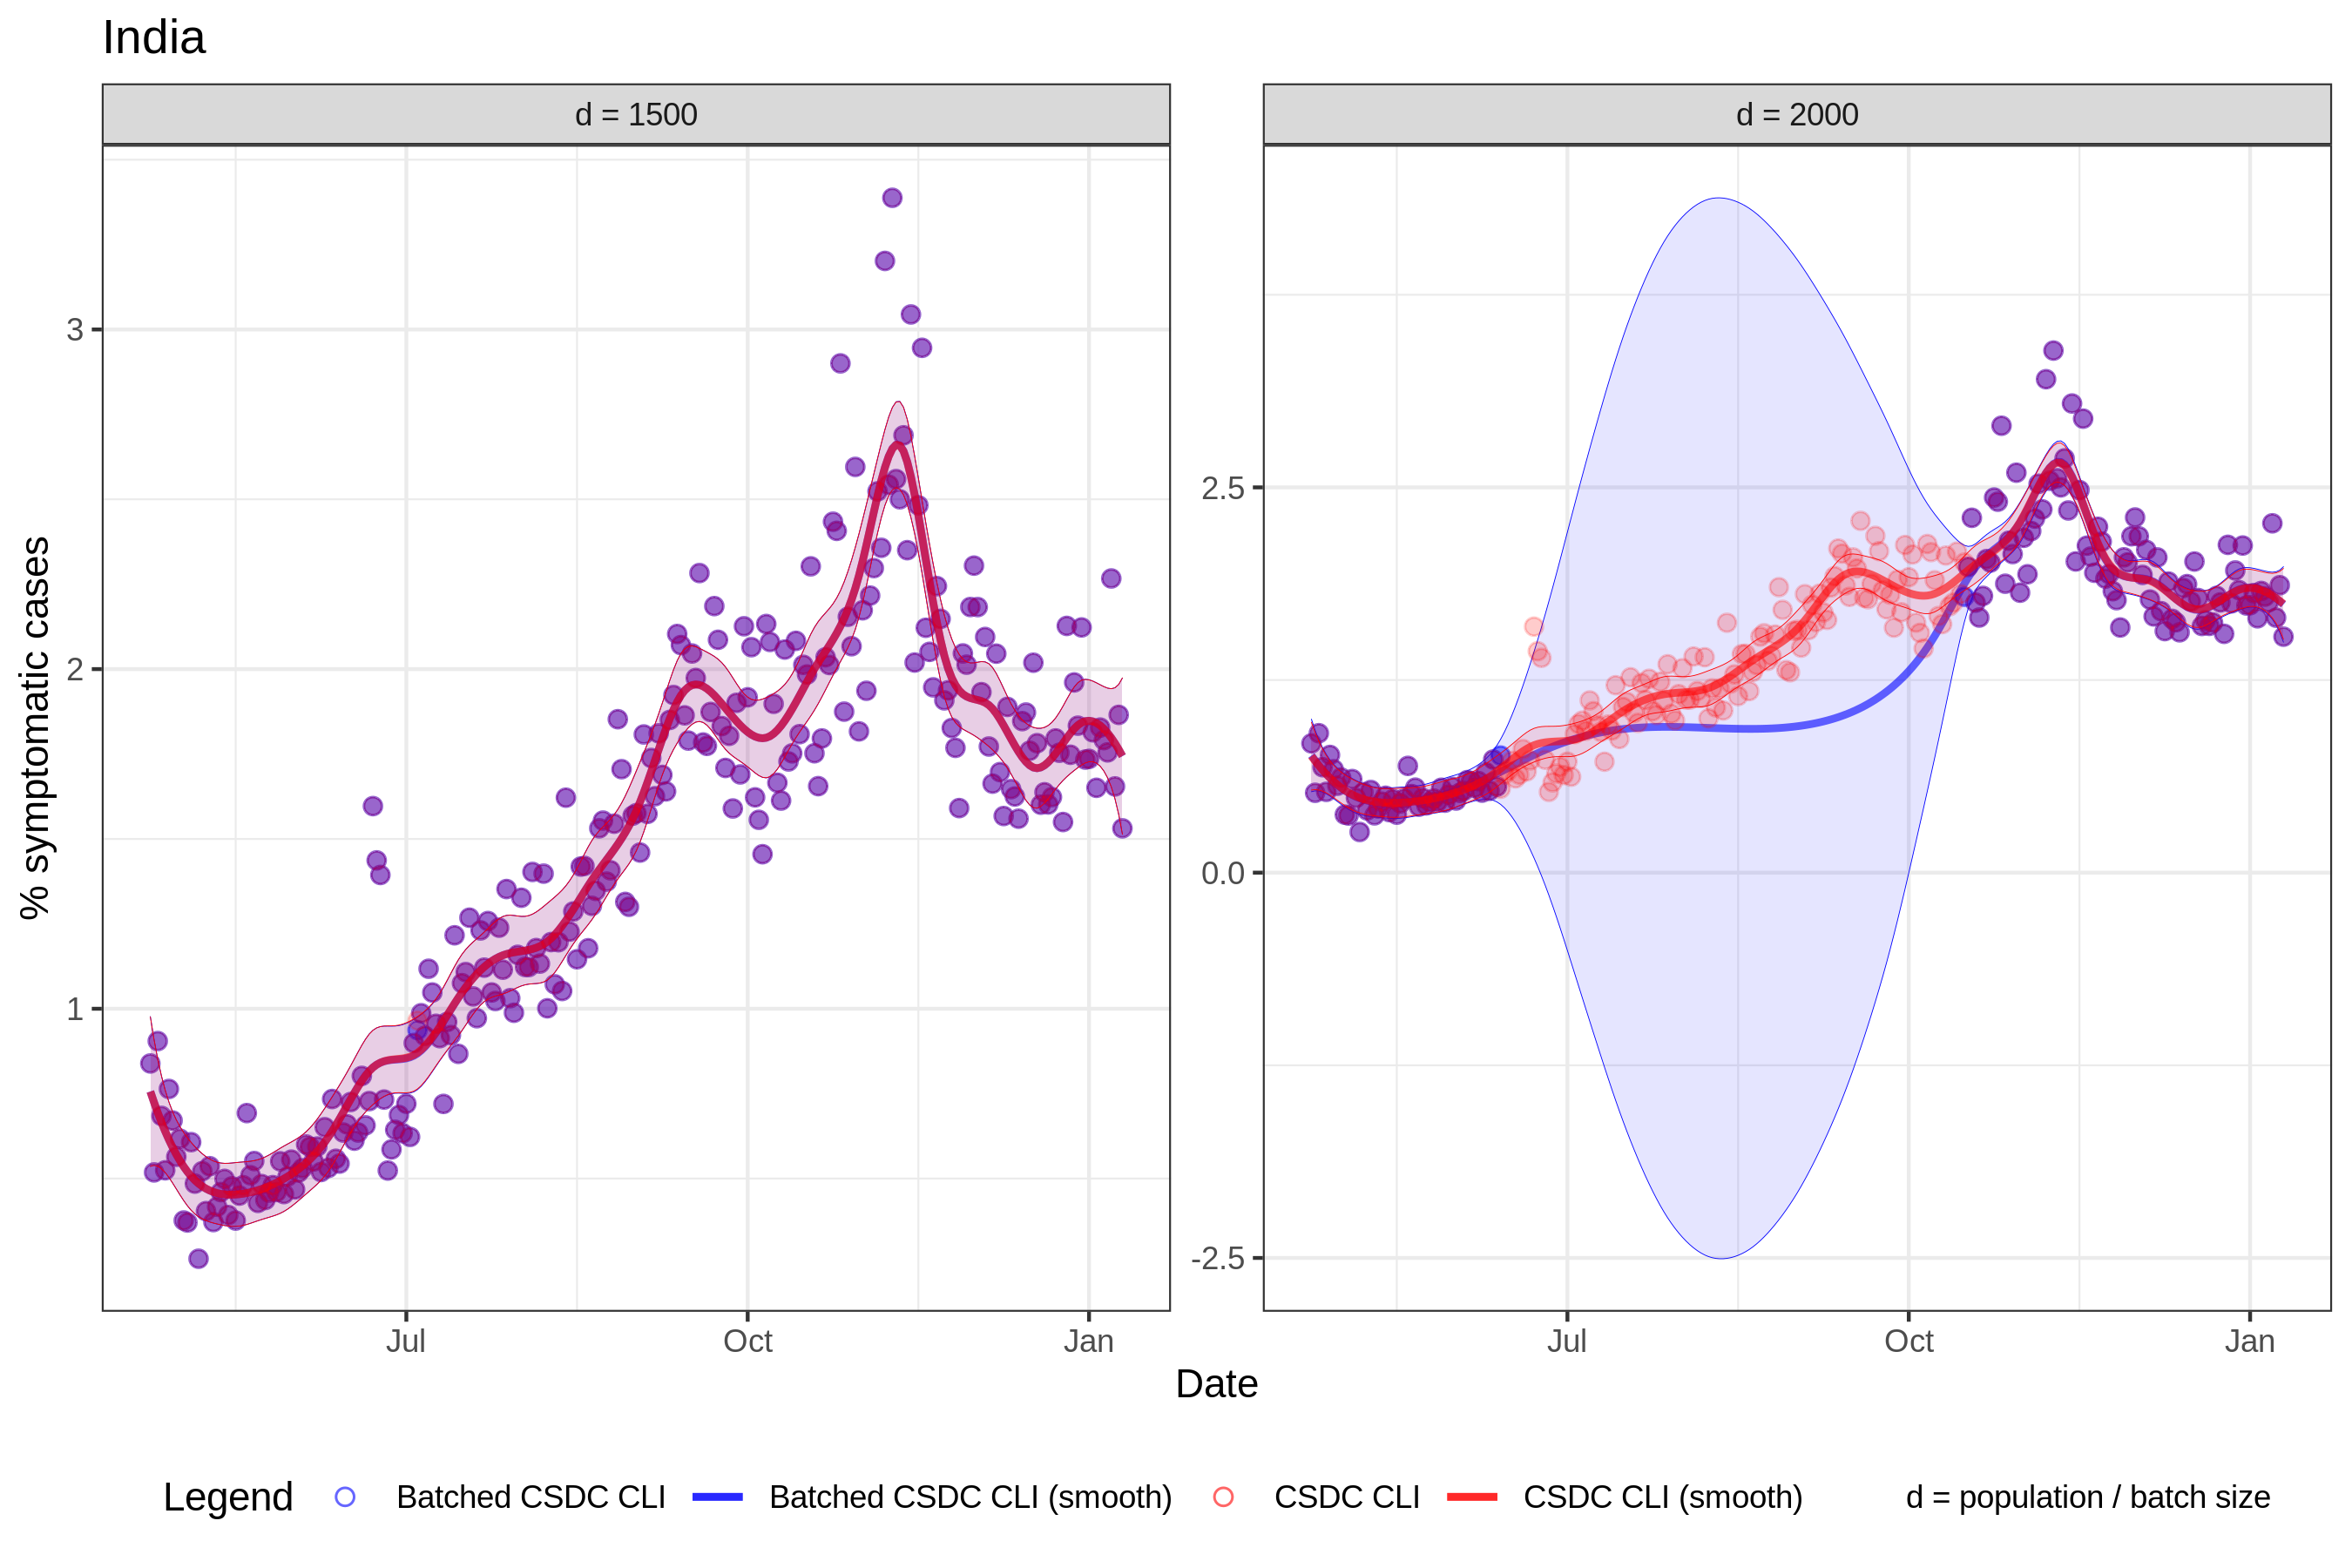 India
d = 1500
d = 2000
% symptomatic cases
3
2
1
2.5
0.0
-2.5
Jul
Oct
Jan
Jul
Oct
Jan
Date
Legend
Batched CSDC CLI
Batched CSDC CLI (smooth)
CSDC CLI
CSDC CLI (smooth)
d = population / batch size